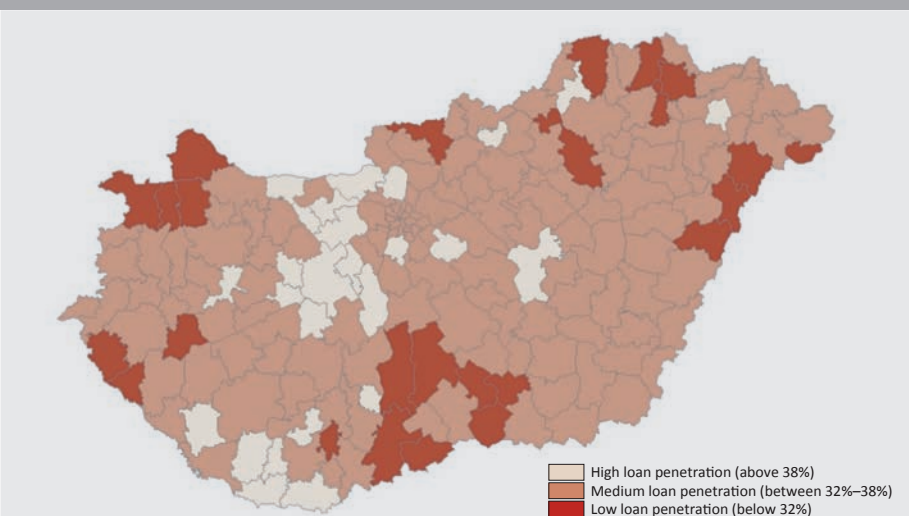 High loan penetration (above 38%)
Medium loan penetration (between 32%–38%)
Low loan penetration (below 32%)